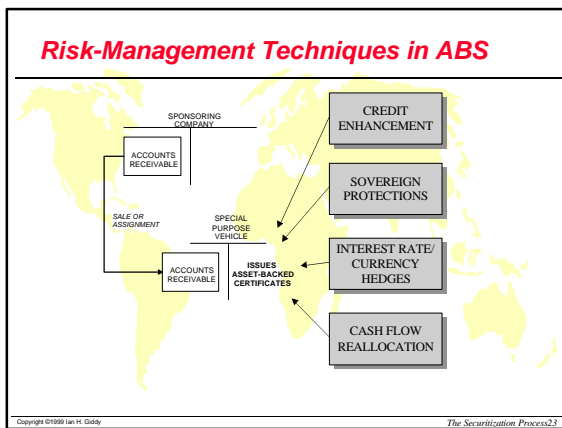 Risk-Management Techniques in ABS
SPONSORING
COMPANY
ACCOUNTS
RECEIVABLE
SALE OR
ASSIGNMENT
SPECIAL
PURPOSE
VEHICLE
ACCOUNTS
RECEIVABLE
ISSUES
ASSET-BACKED
CERTIFICATES
CREDIT
ENHANCEMENT
SOVEREIGN
PROTECTIONS
INTEREST RATE/
CURRENCY
HEDGES
CASH FLOW
REALLOCATION
Copyright ©1999 Ian H. Giddy
The Securitization Process23